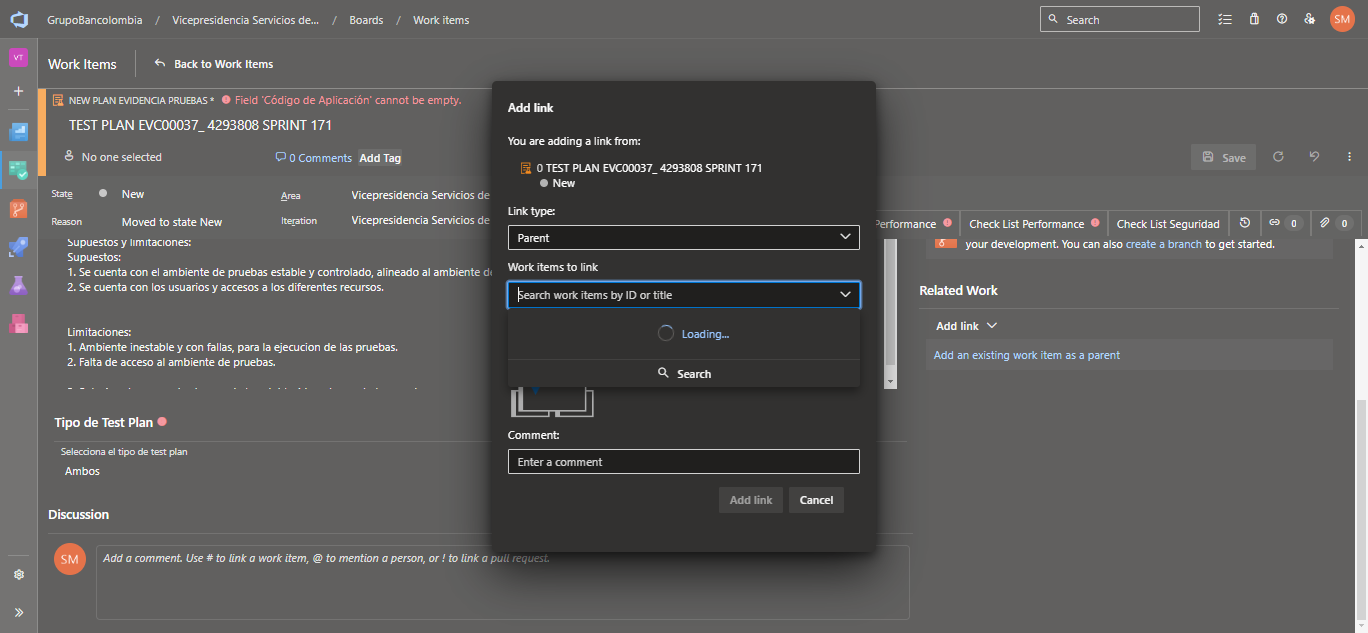 GrupoBancolombia / Vicepresidencia Servicios de... / Boards / Work items
Search
SM
VT
Work Items
Back to Work Items
NEW PLAN EVIDENCIA PRUEBAS * Field 'Código de Aplicación' cannot be empty.
TEST PLAN EVC00037_ 4293808 SPRINT 171
No one selected
0 Comments
Add Tag
Save
State
New
Area
Vicepresidencia Servicios de
Reason
Moved to state New
Iteration
Vicepresidencia Servicios de
Performance
Check List Performance
Check List Seguridad
0
0
Supuestos y limitaciones:
Supuestos:
1. Se cuenta con el ambiente de pruebas estable y controlado, alineado al ambiente de
2. Se cuenta con los usuarios y accesos a los diferentes recursos.
Limitaciones:
1. Ambiente inestable y con fallas, para la ejecucion de las pruebas.
2. Falta de acceso al ambiente de pruebas.
Tipo de Test Plan
Selecciona el tipo de test plan
Ambos
Discussion
SM
Add a comment. Use # to link a work item, @ to mention a person, or ! to link a pull request.
Add link
You are adding a link from:
0 TEST PLAN EVC00037_ 4293808 SPRINT 171
New
Link type:
Parent
Work items to link
Search work items by ID or title
Loading...
Search
Comment:
Enter a comment
Add link
Cancel
your development. You can also create a branch to get started.
Related Work
Add link
Add an existing work item as a parent